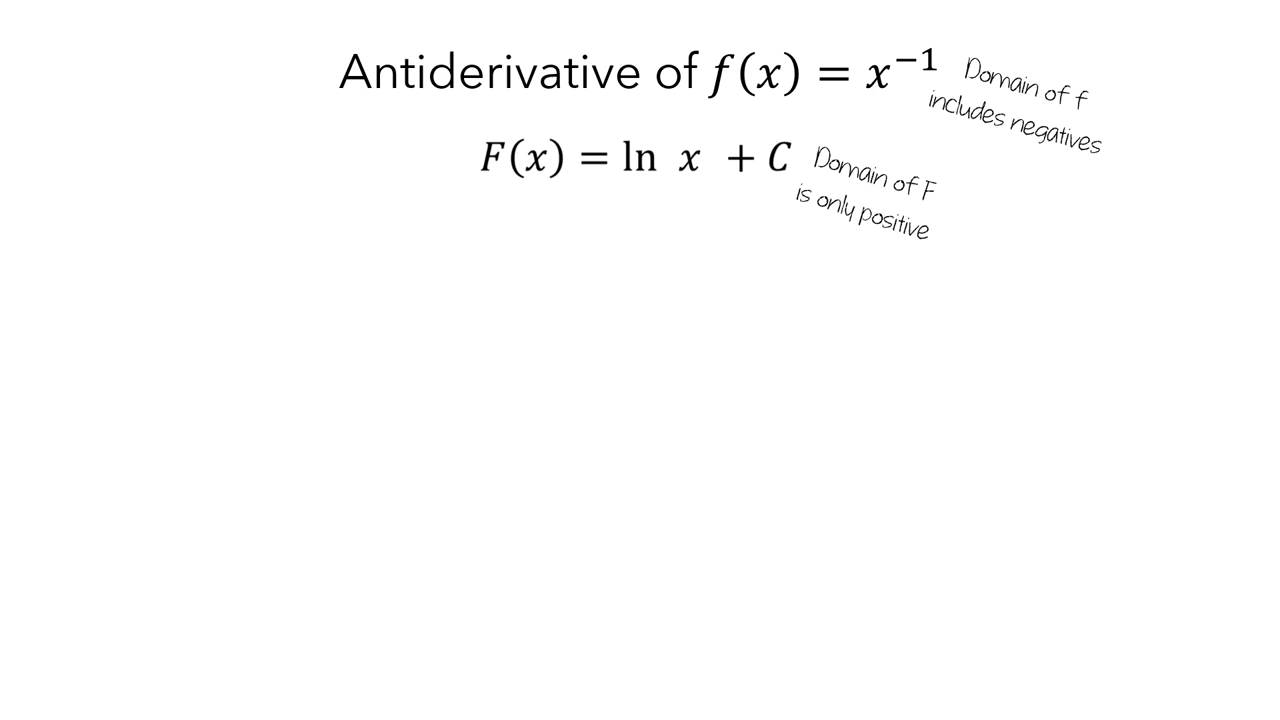 Antiderivative of f(x) = x⁻¹
Domain of f
includes negatives
F(x) = ln x + C
Domain of F
is only positive